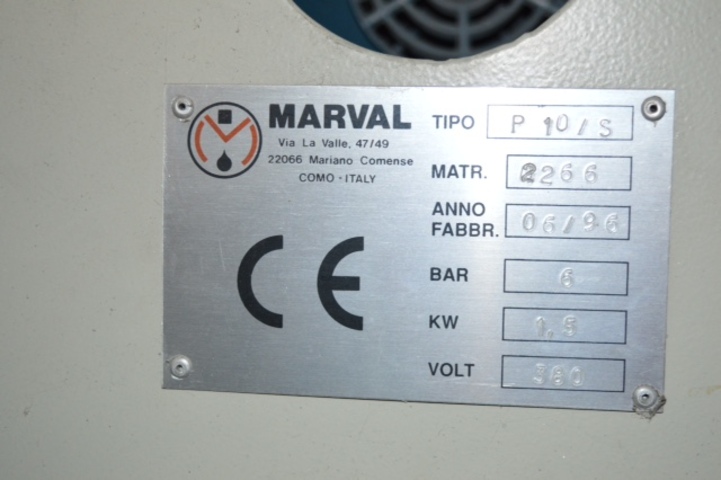 MARVAL
Via La Valle, 47/49
22066 Mariano Comense
COMO - ITALY
CE
TIPO P 10/S
MATR. 2266
ANNO
FABBR. 06/96
BAR 6
KW 1.5
VOLT 380